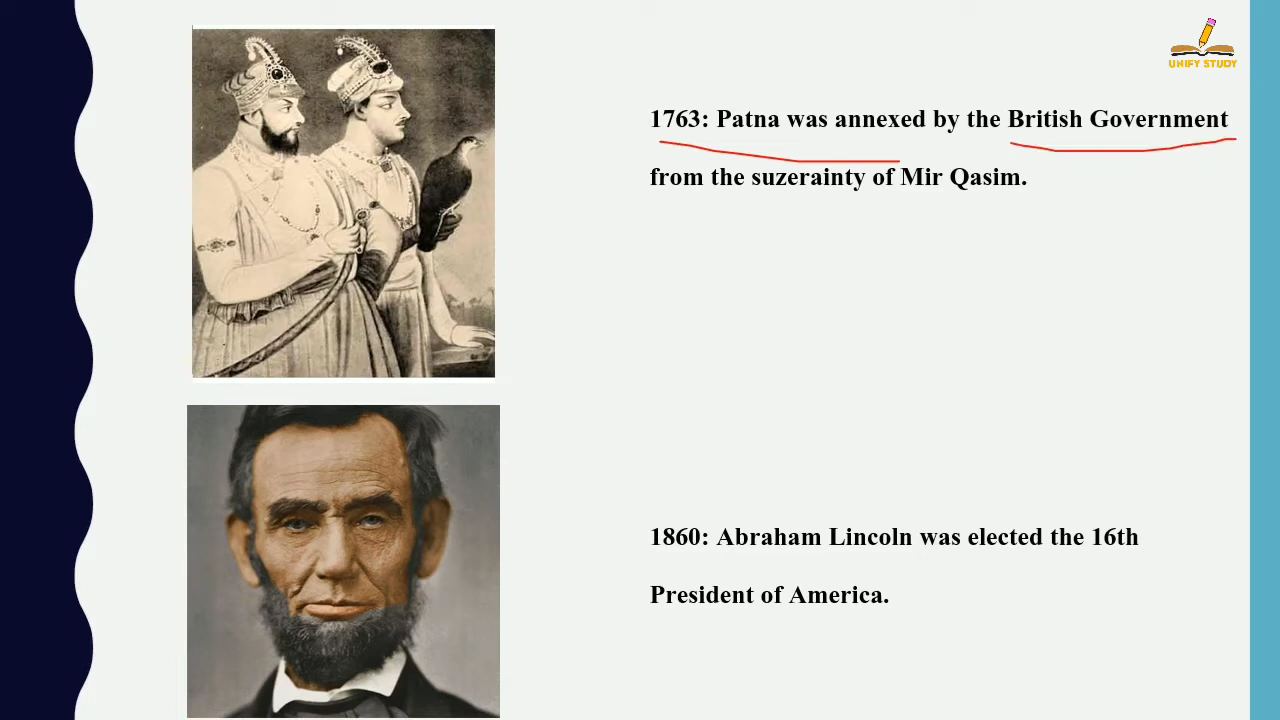 UNIFY STUDY
1763: Patna was annexed by the British Government
from the suzerainty of Mir Qasim.
1860: Abraham Lincoln was elected the 16th
President of America.